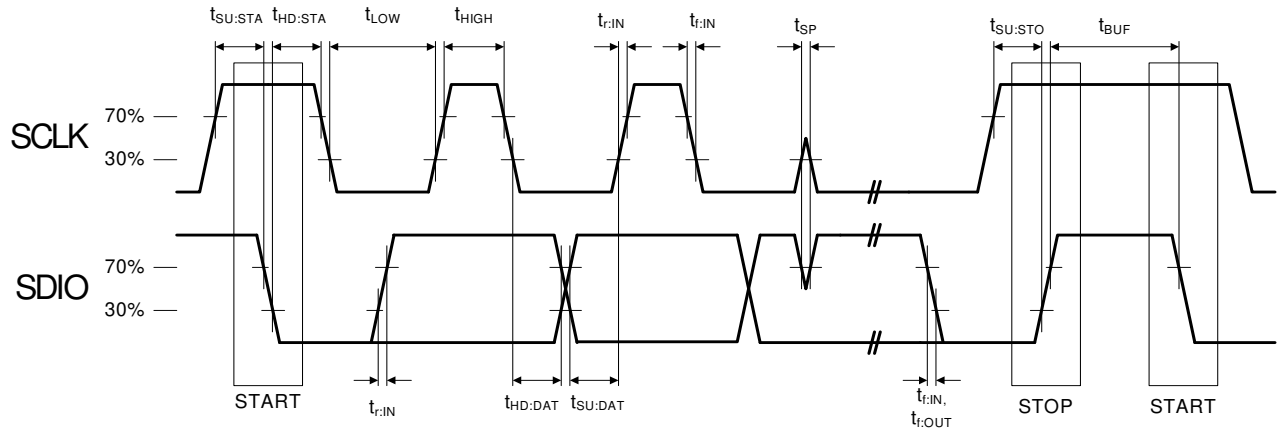 tSU:STA tHD:STA tLOW tHIGH tr:IN tf:IN tSP tSU:STO tBUF
70%
SCLK
30%
70%
SDIO
30%
START tr:IN tHD:DAT tSU:DAT tf:IN, STOP START
tf:OUT